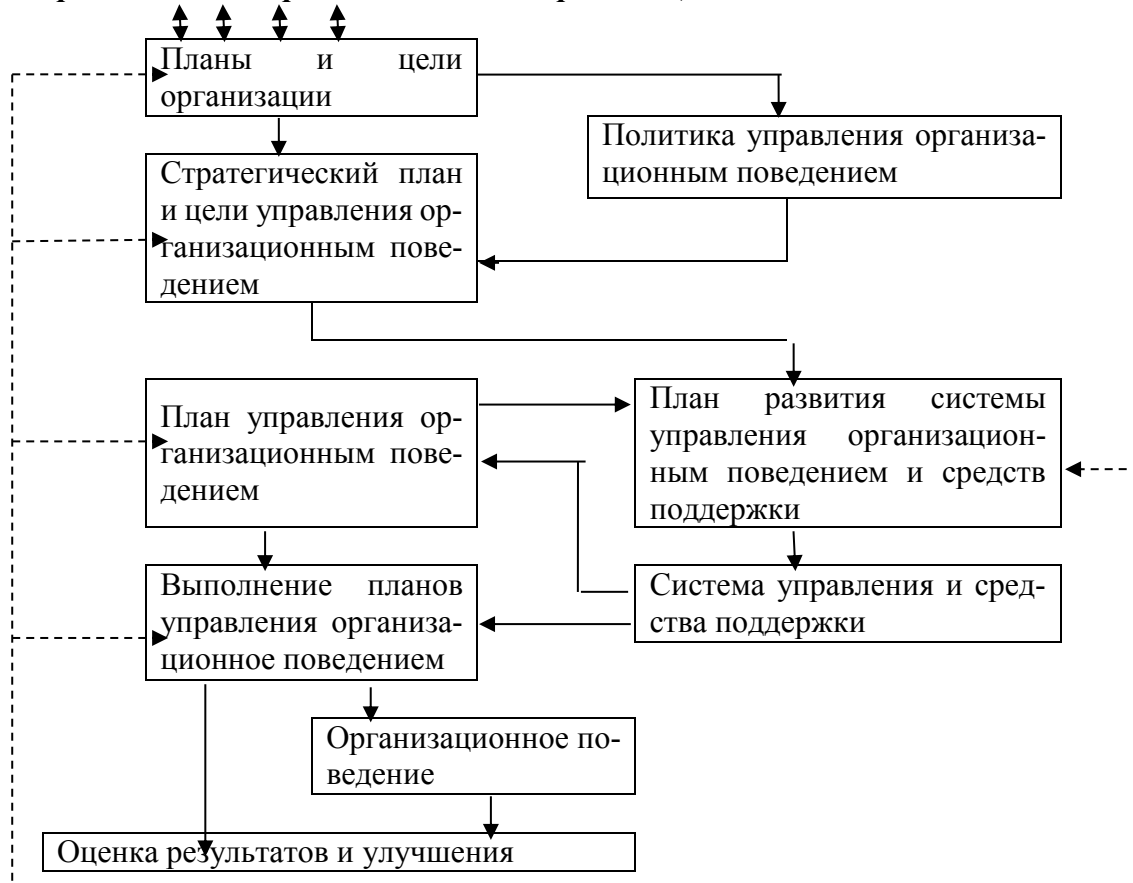 Планы и цели
организации
Политика управления организа-
ционным поведением
Стратегический план
и цели управления ор-
ганизационным пове-
дением
План управления ор-
ганизационным пове-
дением
План развития системы
управления организацион-
ным поведением и средств
поддержки
Выполнение планов
управления организа-
ционное поведением
Система управления и сред-
ства поддержки
Организационное по-
ведение
Оценка результатов и улучшения